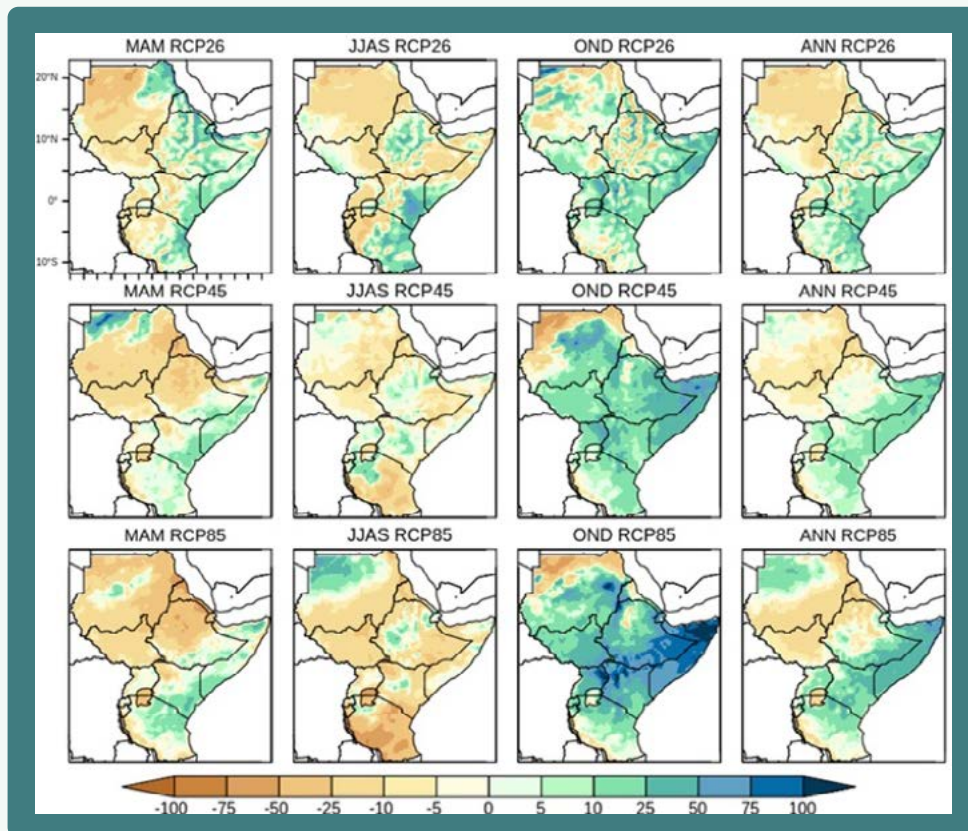 MAM RCP26 JJAS RCP26 OND RCP26 ANN RCP26
20°N
10°N
0°
10°S
MAM RCP45 JJAS RCP45 OND RCP45 ANN RCP45
MAM RCP85 JJAS RCP85 OND RCP85 ANN RCP85
-100 -75 -50 -25 -10 -5 0 5 10 25 50 75 100